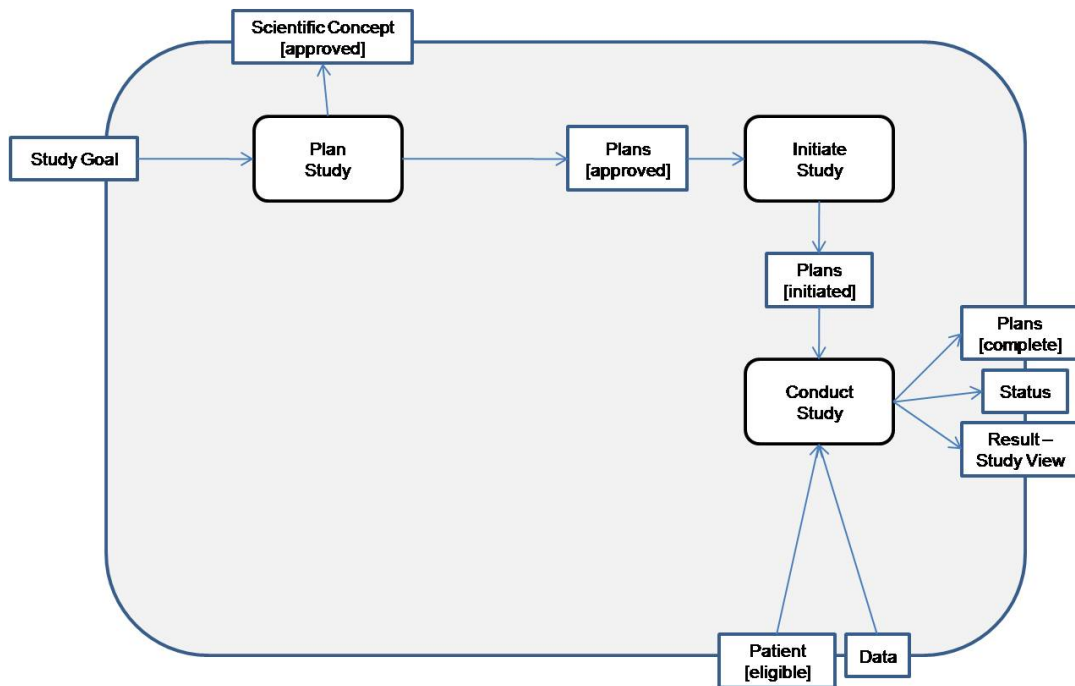 Scientific Concept
[approved]
Study Goal
Plan
Study
Plans
[approved]
Initiate
Study
Plans
[initiated]
Conduct
Study
Plans
[complete]
Status
Result –
Study View
Patient
[eligible]
Data